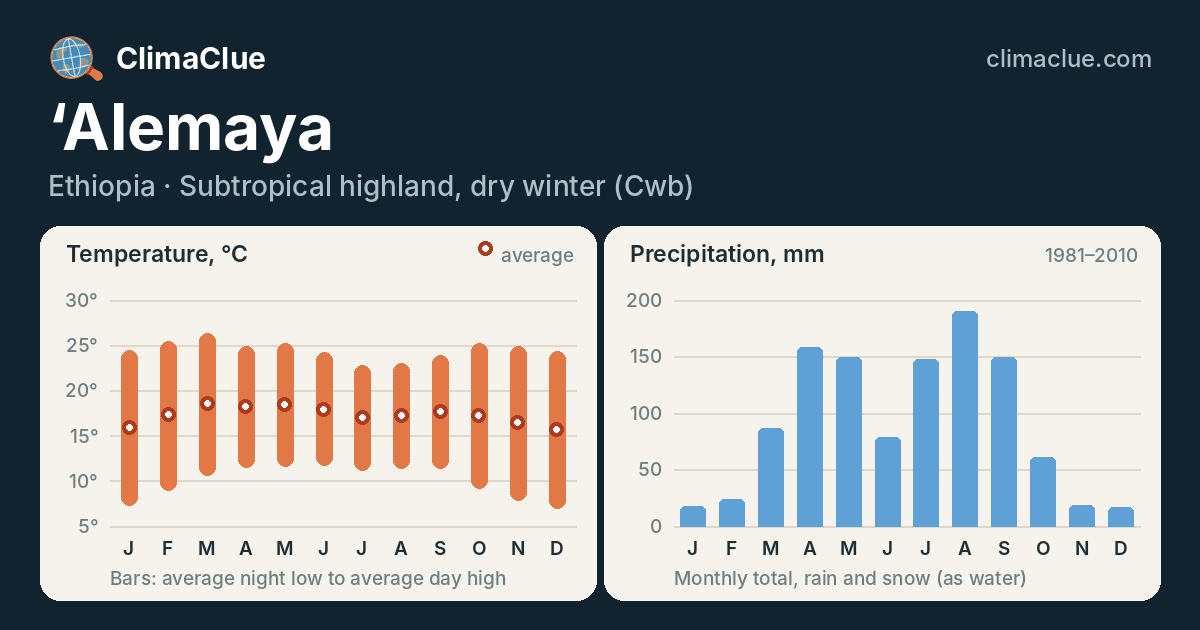 ClimaClue
climaclue.com
‘Alemaya
Ethiopia · Subtropical highland, dry winter (Cwb)
Temperature, °C
average
30°
25°
20°
15°
10°
5°
J F M A M J J A S O N D
Bars: average night low to average day high
Precipitation, mm
1981–2010
200
150
100
50
0
J F M A M J J A S O N D
Monthly total, rain and snow (as water)